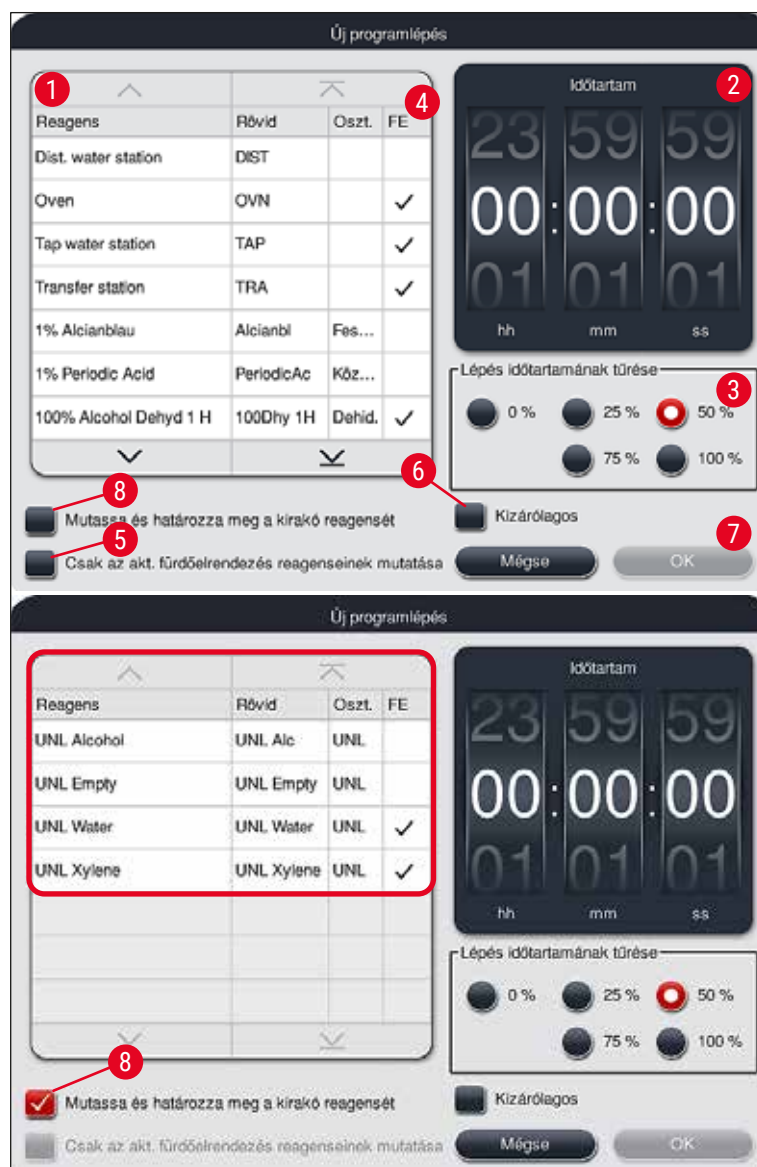 Új programlépés
1
4
Reagens Rövid Oszt. FE
Dist. water station DIST
Oven OVN ✓
Tap water station TAP ✓
Transfer station TRA ✓
1% Alcianblau Alcianbl Fes...
1% Periodic Acid PeriodicAc Köz...
100% Alcohol Dehyd 1 H 100Dhy 1H Dehid. ✓
Időtartam 2
23 59 59
00:00:00
01 01 01
hh mm ss
Lépés időtartamának tűrése
3
0 % 25 % 50 %
75 % 100 %
8
6
Mutassa és határozza meg a kirakó reagensét
Kizárólagos
5
7
Csak az akt. fürdőelrendezés reagenseinek mutatása
Mégse OK
Új programlépés
Reagens Rövid Oszt. FE
UNL Alcohol UNL Alc UNL
UNL Empty UNL Empty UNL
UNL Water UNL Water UNL ✓
UNL Xylene UNL Xylene UNL ✓
Időtartam
23 59 59
00:00:00
01 01 01
hh mm ss
Lépés időtartamának tűrése
0 % 25 % 50 %
75 % 100 %
8
Mutassa és határozza meg a kirakó reagensét
Kizárólagos
Csak az akt. fürdőelrendezés reagenseinek mutatása
Mégse OK